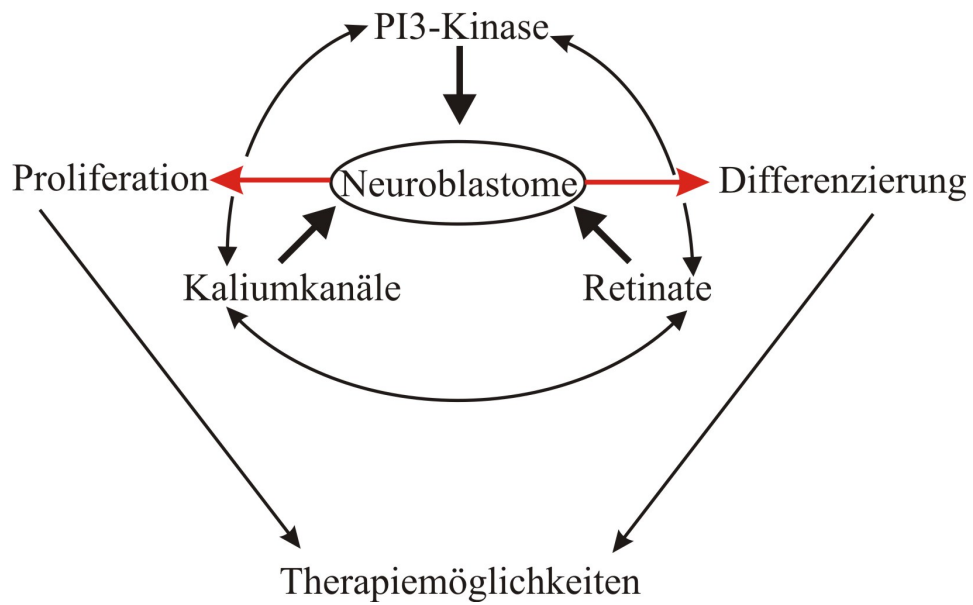 PI3-Kinase
Proliferation
Neuroblastome
Differenzierung
Kaliumkanäle
Retinate
Therapiemöglichkeiten